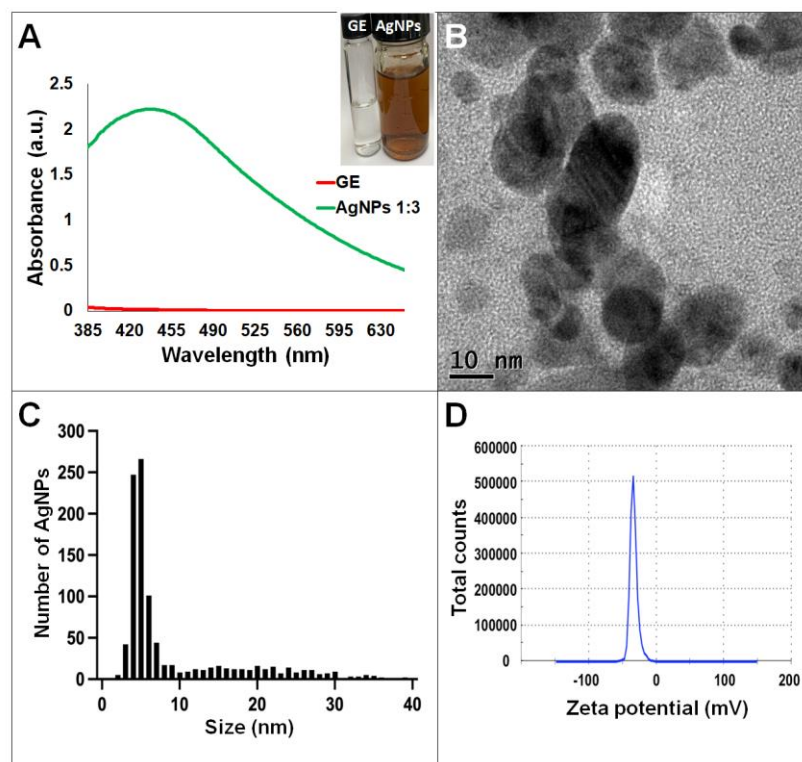 A
GE AgNPs
2.5
2
1.5
1
0.5
0
Absorbance (a.u.)
GE
AgNPs 1:3
385 420 455 490 525 560 595 630
Wavelength (nm)
B
10 nm
C
300
250
200
150
100
50
0
Number of AgNPs
0 10 20 30 40
Size (nm)
D
600000
500000
400000
300000
200000
100000
0
Total counts
-100 0 100 200
Zeta potential (mV)